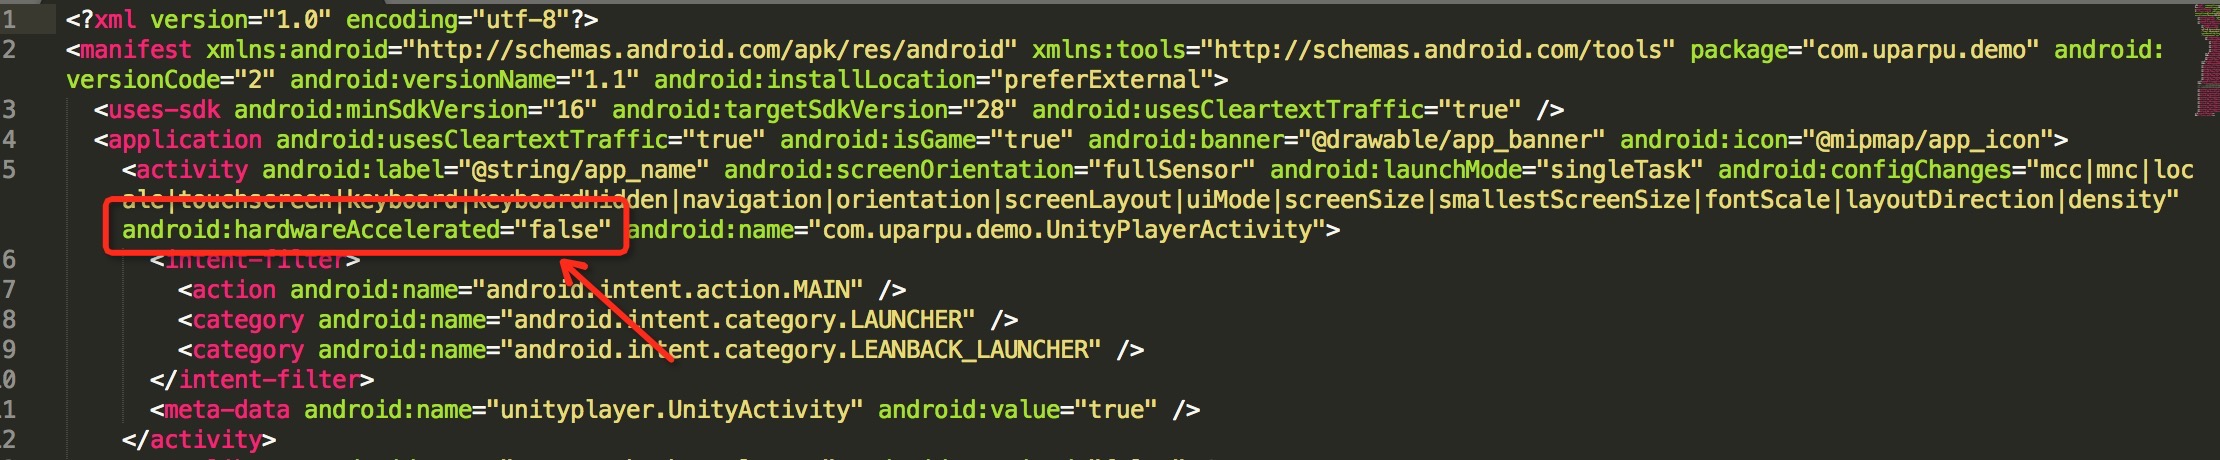 1 <?xml version="1.0" encoding="utf-8"?>
2 <manifest xmlns:android="http://schemas.android.com/apk/res/android" xmlns:tools="http://schemas.android.com/tools" package="com.uparpu.demo" android:
versionCode="2" android:versionName="1.1" android:installLocation="preferExternal">
3 <uses-sdk android:minSdkVersion="16" android:targetSdkVersion="28" android:usesCleartextTraffic="true" />
4 <application android:usesCleartextTraffic="true" android:isGame="true" android:banner="@drawable/app_banner" android:icon="@mipmap/app_icon">
5 <activity android:label="@string/app_name" android:screenOrientation="fullSensor" android:launchMode="singleTask" android:configChanges="mcc|mnc|loc
ale|touchscreen|keyboard|keyboardHidden|navigation|orientation|screenLayout|uiMode|screenSize|smallestScreenSize|fontScale|layoutDirection|density"
android:hardwareAccelerated="false" android:name="com.uparpu.demo.UnityPlayerActivity">
6 <intent-filter>
7 <action android:name="android.intent.action.MAIN" />
8 <category android:name="android.intent.category.LAUNCHER" />
9 <category android:name="android.intent.category.LEANBACK_LAUNCHER" />
10 </intent-filter>
11 <meta-data android:name="unityplayer.UnityActivity" android:value="true" />
12 </activity>